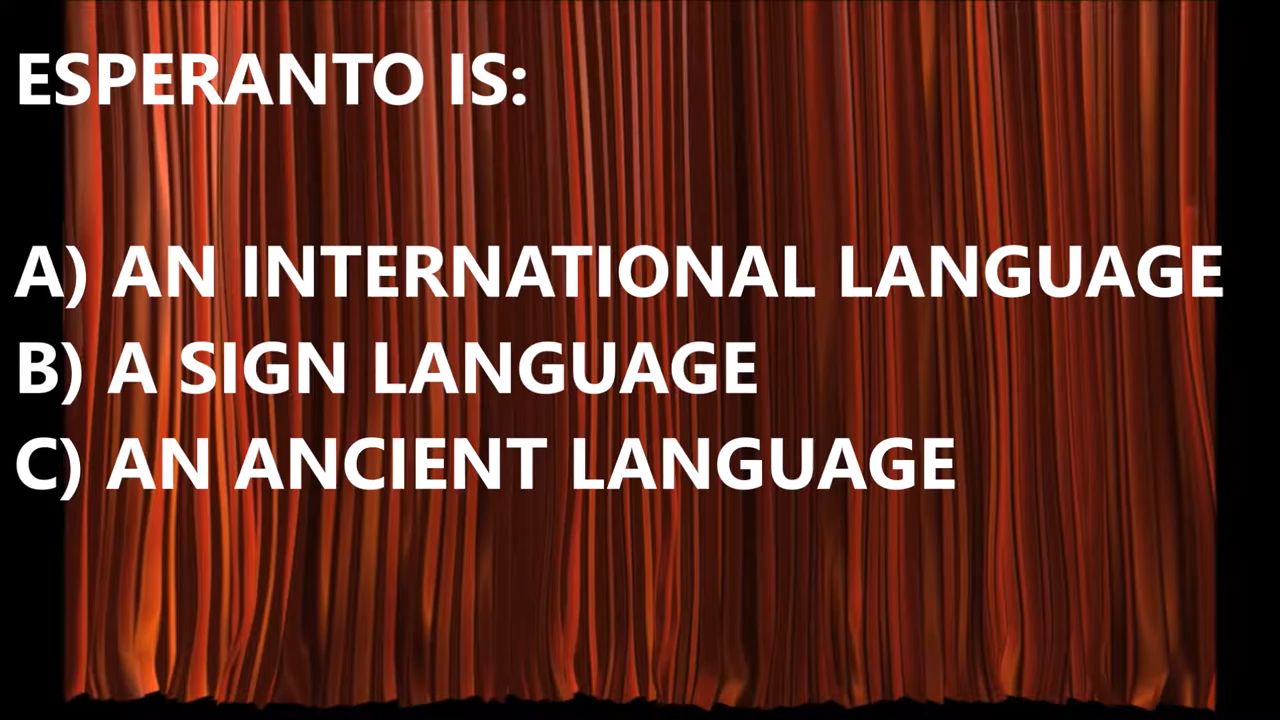 ESPERANTO IS:
A) AN INTERNATIONAL LANGUAGE
B) A SIGN LANGUAGE
C) AN ANCIENT LANGUAGE